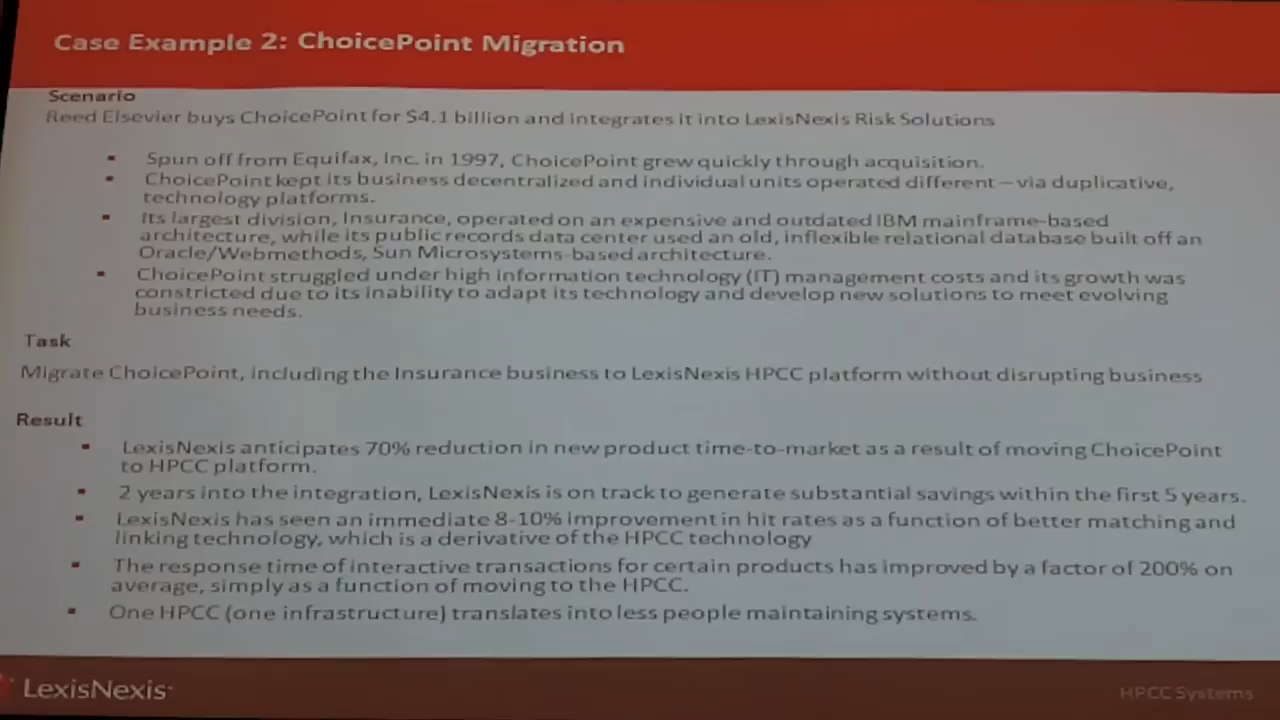 Case Example 2: ChoicePoint Migration
Scenario
Reed Elsevier buys ChoicePoint for $4.1 billion and integrates it into LexisNexis Risk Solutions
▪ Spun off from Equifax, Inc. in 1997, ChoicePoint grew quickly through acquisition.
▪ ChoicePoint kept its business decentralized and individual units operated different – via duplicative,
technology platforms.
▪ Its largest division, Insurance, operated on an expensive and outdated IBM mainframe-based
architecture, while its public records data center used an old, inflexible relational database built off an
Oracle/Webmethods, Sun Microsystems-based architecture.
▪ ChoicePoint struggled under high information technology (IT) management costs and its growth was
constricted due to its inability to adapt its technology and develop new solutions to meet evolving
business needs.
Task
Migrate ChoicePoint, including the Insurance business to LexisNexis HPCC platform without disrupting business
Result
▪ LexisNexis anticipates 70% reduction in new product time-to-market as a result of moving ChoicePoint
to HPCC platform.
▪ 2 years into the integration, LexisNexis is on track to generate substantial savings within the first 5 years.
▪ LexisNexis has seen an immediate 8-10% improvement in hit rates as a function of better matching and
linking technology, which is a derivative of the HPCC technology
▪ The response time of interactive transactions for certain products has improved by a factor of 200% on
average, simply as a function of moving to the HPCC.
▪ One HPCC (one infrastructure) translates into less people maintaining systems.
LexisNexis
HPCC Systems